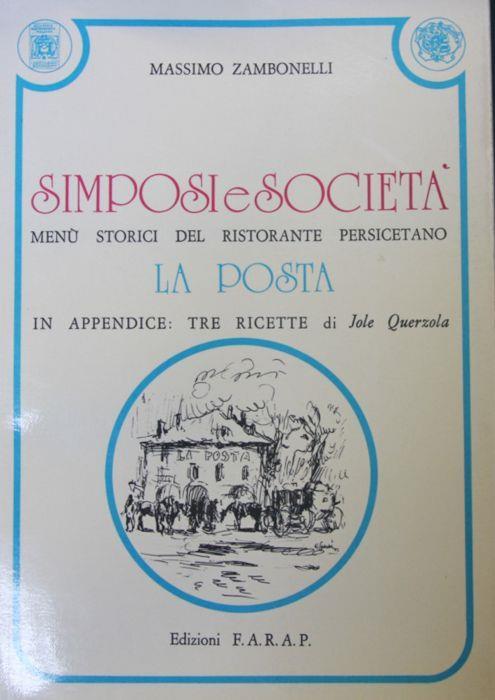 MASSIMO ZAMBONELLI
SIMPOSI e SOCIETÀ
MENÙ STORICI DEL RISTORANTE PERSICETANO
LA POSTA
IN APPENDICE: TRE RICETTE di Jole Querzola
LA POSTA
Edizioni F.A.R.A.P.